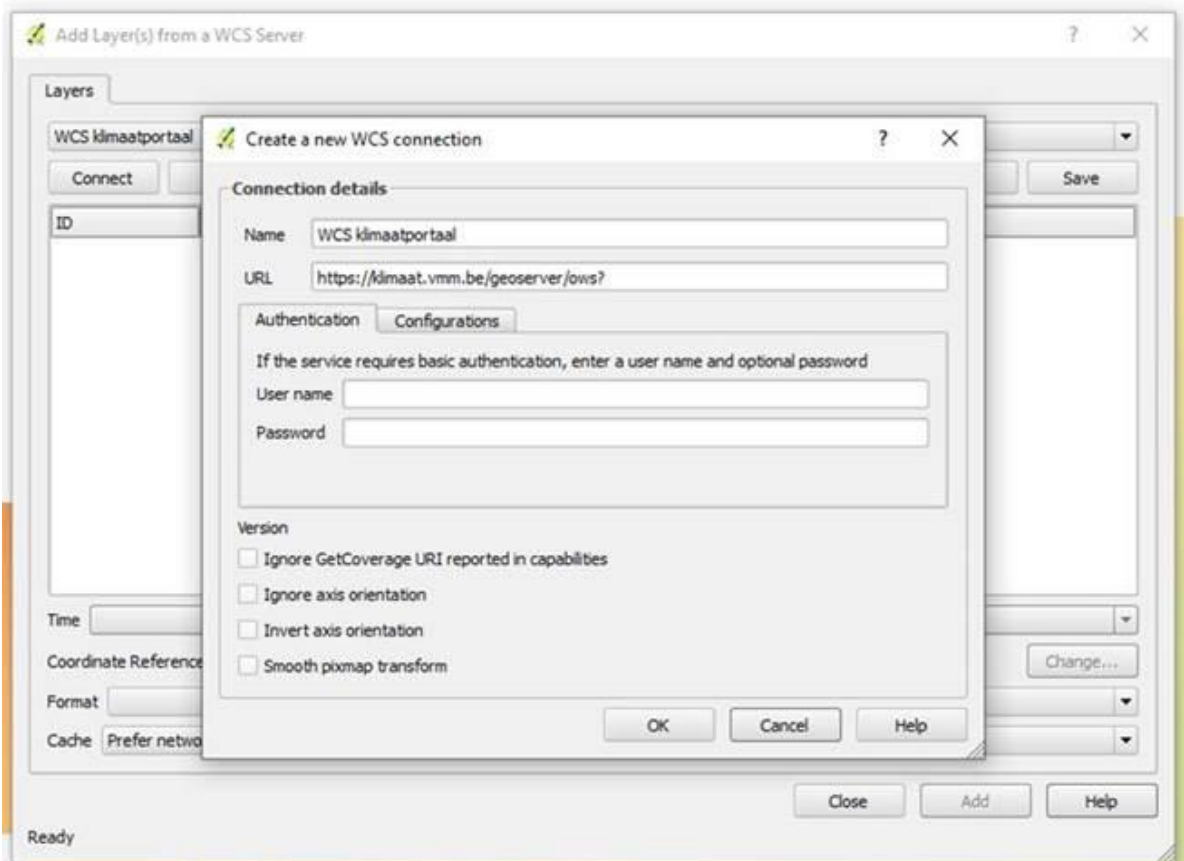 Add Layer(s) from a WCS Server
?
Layers
WCS klimaatportaal
Connect
Save
ID
Create a new WCS connection
?
Connection details
Name WCS klimaatportaal
URL https://klimaat.vmm.be/geoserver/ows?
Authentication Configurations
If the service requires basic authentication, enter a user name and optional password
User name
Password
Version
Ignore GetCoverage URI reported in capabilities
Ignore axis orientation
Invert axis orientation
Smooth pixmap transform
OK Cancel Help
Time
Coordinate Reference
Change...
Format
Cache Prefer netwo
Close Add Help
Ready